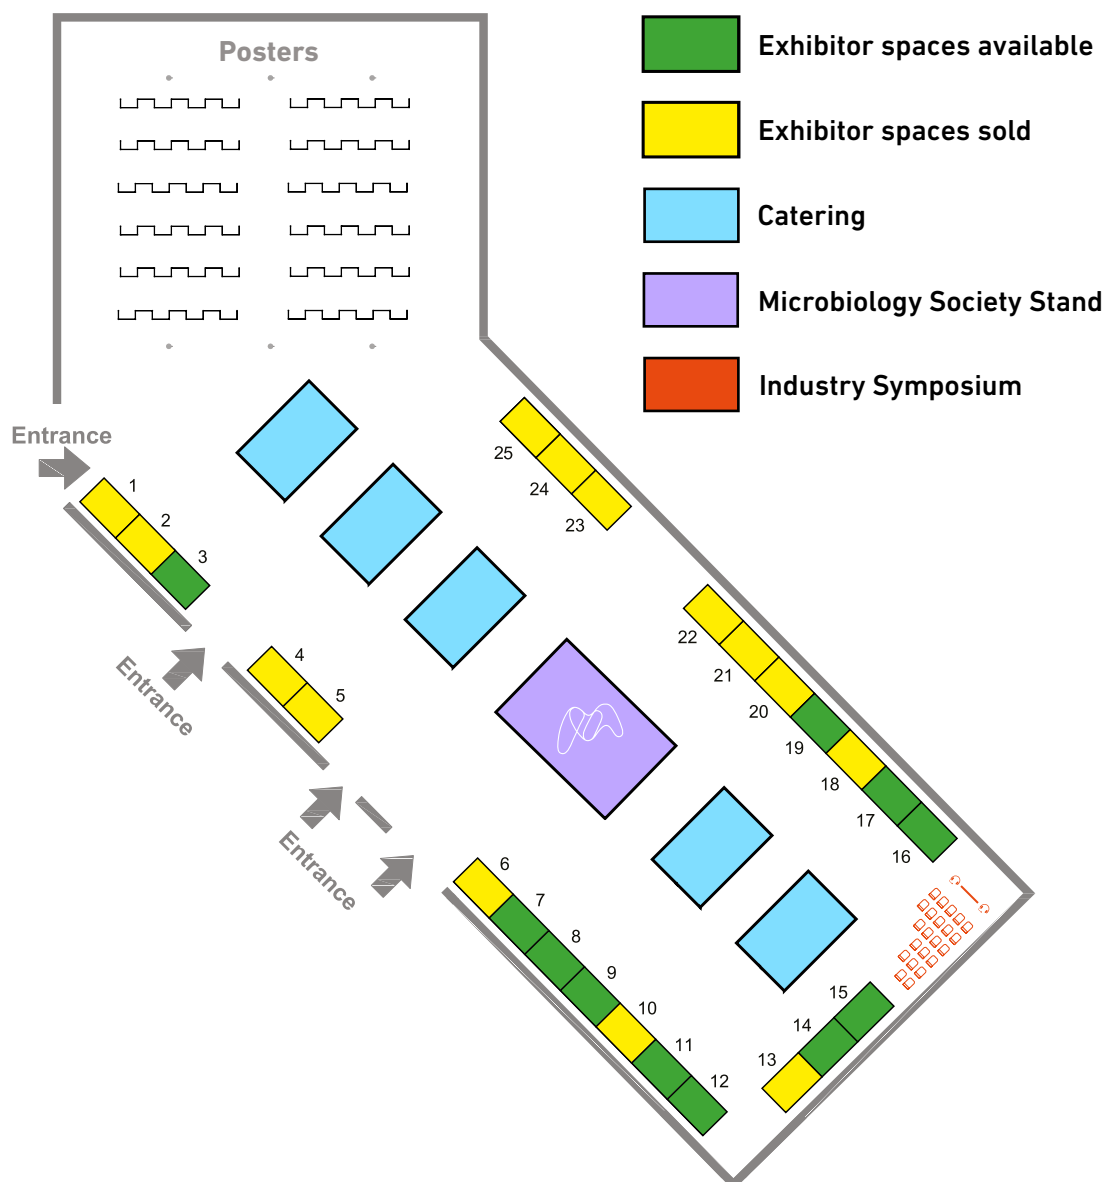 Posters
Exhibitor spaces available
Exhibitor spaces sold
Catering
Microbiology Society Stand
Industry Symposium
Entrance
1
2
3
25
24
23
Entrance
4
5
22
21
20
19
18
17
16
Entrance
6
7
8
9
10
11
12
15
14
13